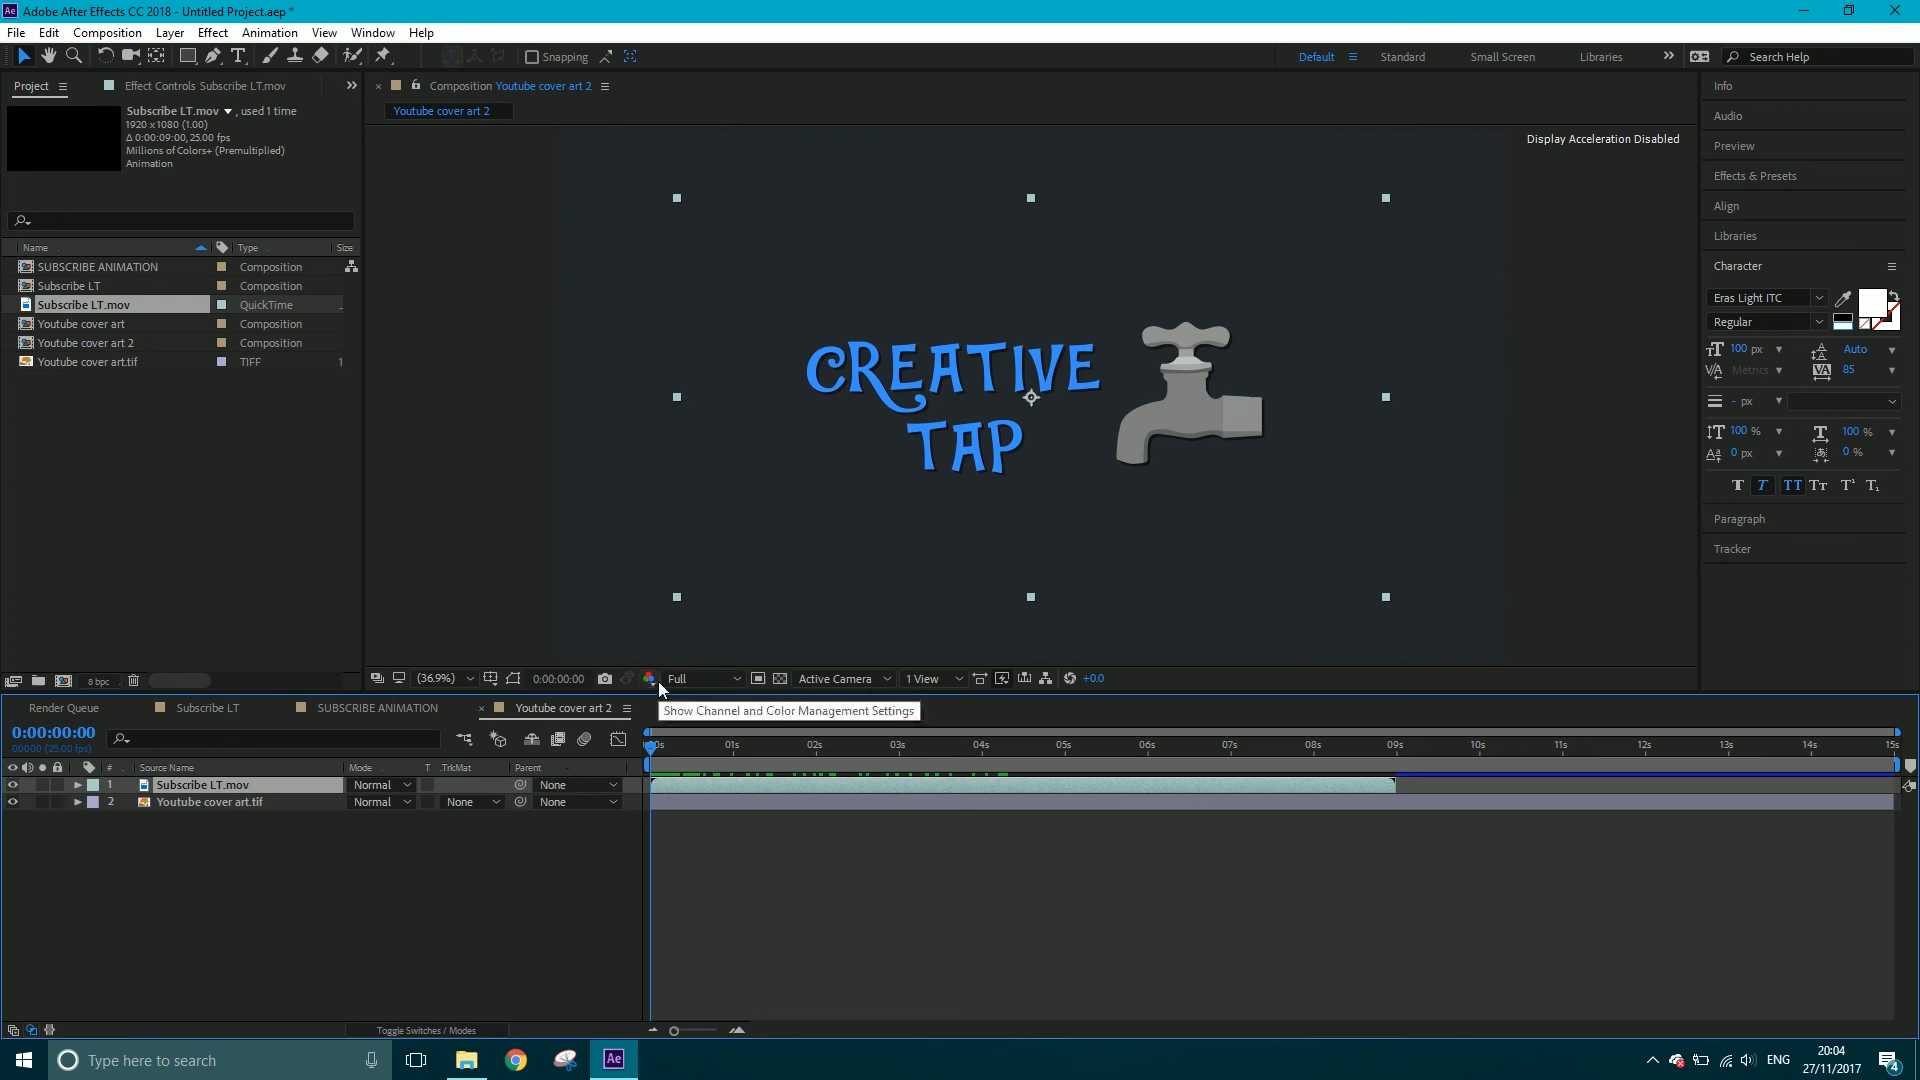 Adobe After Effects CC 2018 - Untitled Project.aep *
File Edit Composition Layer Effect Animation View Window Help
Snapping
Default Standard Small Screen Libraries Search Help
Project Effect Controls Subscribe LT.mov
Composition Youtube cover art 2
Youtube cover art 2
Subscribe LT.mov , used 1 time
1920 x 1080 (1.00)
Δ 0:00:09:00, 25.00 fps
Millions of Colors+ (Premultiplied)
Animation
Display Acceleration Disabled
Name Type Size
SUBSCRIBE ANIMATION Composition
Subscribe LT Composition
Subscribe LT.mov QuickTime
Youtube cover art Composition
Youtube cover art 2 Composition
Youtube cover art.tif TIFF 1
CREATIVE
TAP
Info
Audio
Preview
Effects & Presets
Align
Libraries
Character
Eras Light ITC
Regular
100 px Auto
Metrics 85
- px
100 % 100 %
0 px 0 %
T T TT Tт T¹ T₁
Paragraph
Tracker
8 bpc
(36.9%) 0:00:00:00 Full Active Camera 1 View +0.0
Show Channel and Color Management Settings
Render Queue Subscribe LT SUBSCRIBE ANIMATION Youtube cover art 2
0:00:00:00
00000 (25.00 fps)
00s 01s 02s 03s 04s 05s 06s 07s 08s 09s 10s 11s 12s 13s 14s 15s
# Source Name Mode T .TrkMat Parent
1 Subscribe LT.mov Normal None
2 Youtube cover art.tif Normal None None
Toggle Switches / Modes
Type here to search
Ae
ENG
20:04
27/11/2017
4